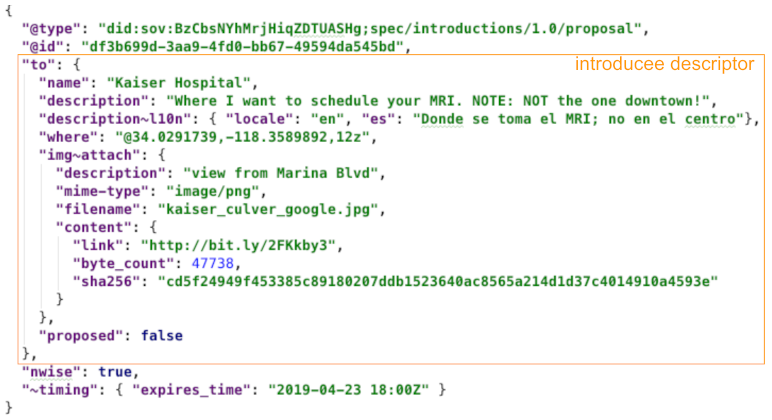 {
"@type": "did:sov:BzCbsNYhMrjHiqZDTUASHg;spec/introductions/1.0/proposal",
"@id": "df3b699d-3aa9-4fd0-bb67-49594da545bd",
"to": { introducee descriptor
"name": "Kaiser Hospital",
"description": "Where I want to schedule your MRI. NOTE: NOT the one downtown!",
"description~l10n": { "locale": "en", "es": "Donde se toma el MRI; no en el centro"},
"where": "@34.0291739,-118.3589892,12z",
"img~attach": {
"description": "view from Marina Blvd",
"mime-type": "image/png",
"filename": "kaiser_culver_google.jpg",
"content": {
"link": "http://bit.ly/2FKkby3",
"byte_count": 47738,
"sha256": "cd5f24949f453385c89180207ddb1523640ac8565a214d1d37c4014910a4593e"
}
},
"proposed": false
},
"nwise": true,
"~timing": { "expires_time": "2019-04-23 18:00Z" }
}